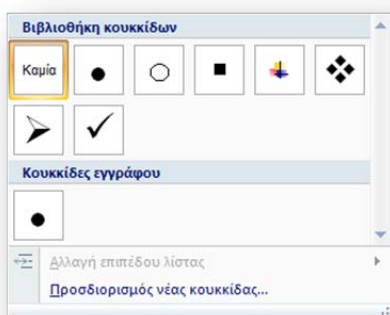 Βιβλιοθήκη κουκκίδων
Καμία
Κουκκίδες εγγράφου
Αλλαγή επιπέδου λίστας
Προσδιορισμός νέας κουκκίδας...